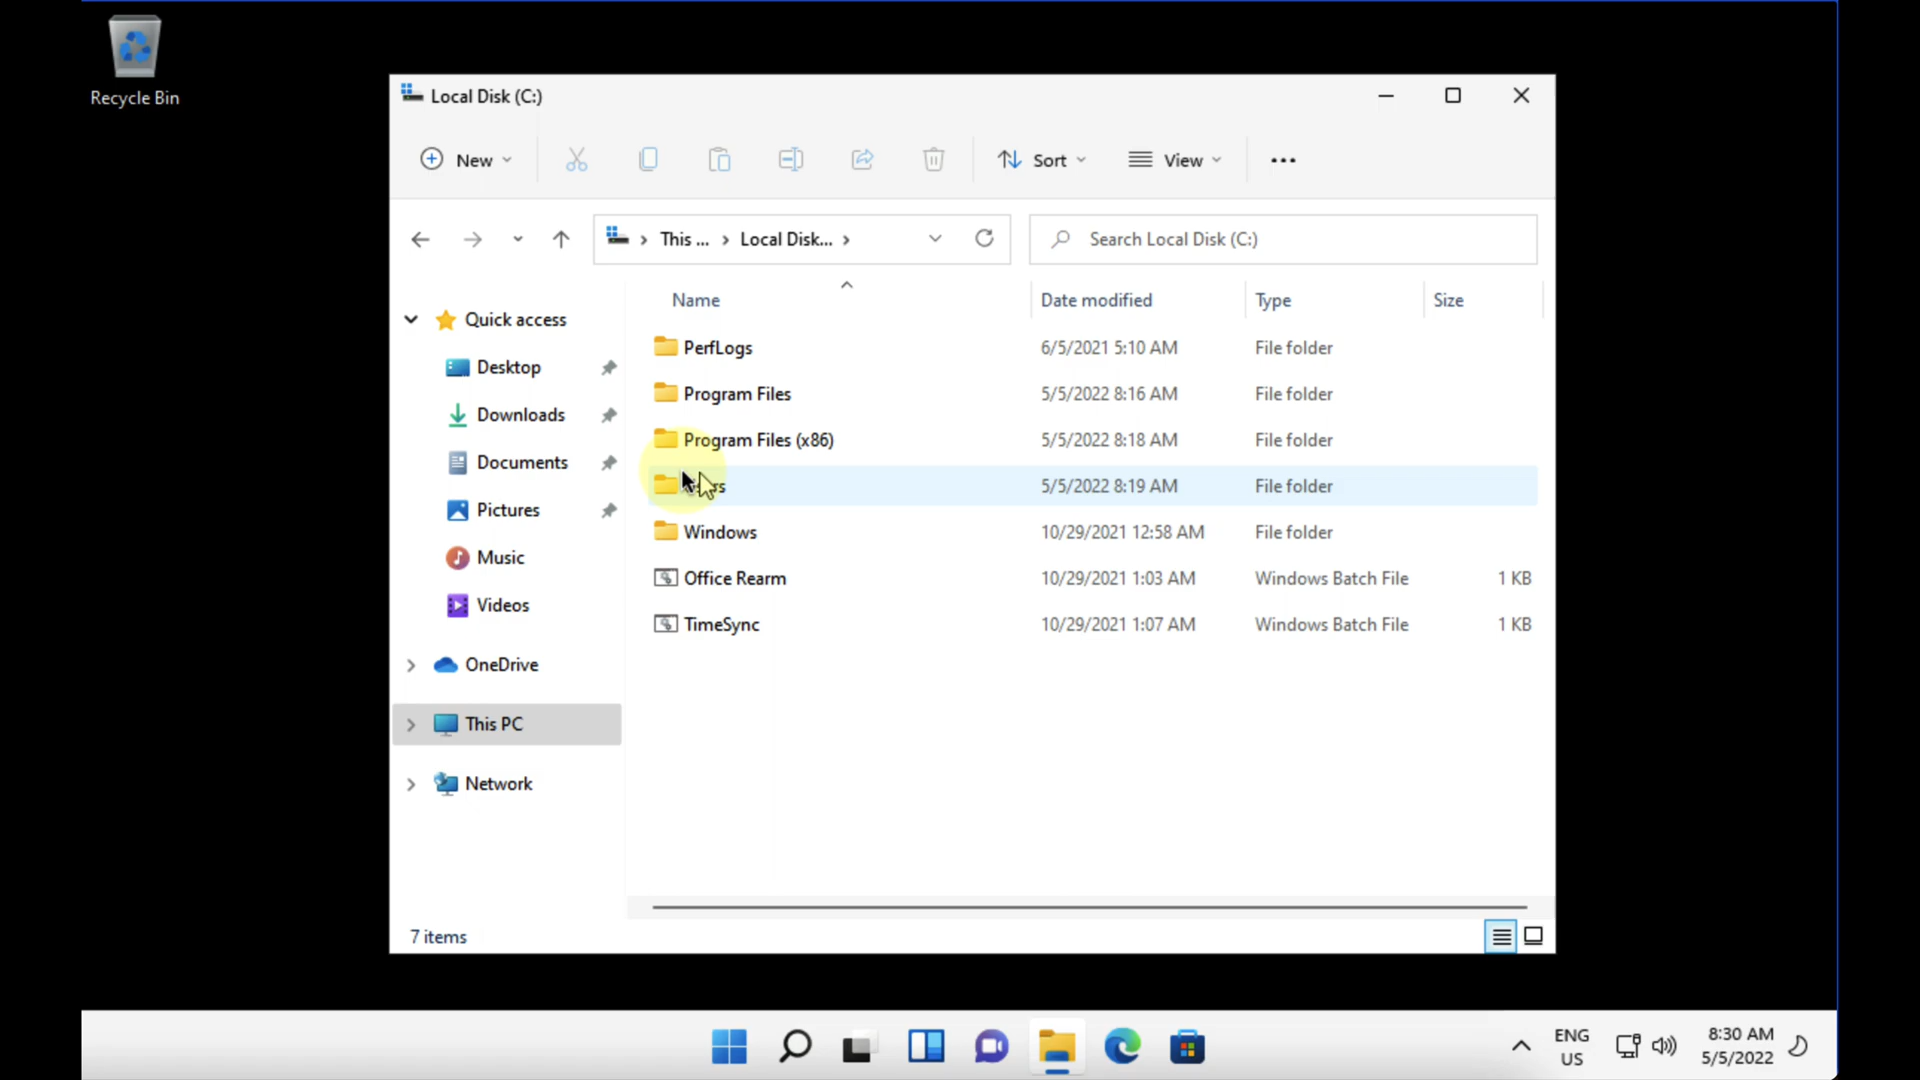 Recycle Bin
Local Disk (C:)
New
Sort
View
This ...
Local Disk...
Search Local Disk (C:)
Name Date modified Type Size
Quick access
Desktop
Downloads
Documents
Pictures
Music
Videos
OneDrive
This PC
Network
PerfLogs 6/5/2021 5:10 AM File folder
Program Files 5/5/2022 8:16 AM File folder
Program Files (x86) 5/5/2022 8:18 AM File folder
5/5/2022 8:19 AM File folder
Windows 10/29/2021 12:58 AM File folder
Office Rearm 10/29/2021 1:03 AM Windows Batch File 1 KB
TimeSync 10/29/2021 1:07 AM Windows Batch File 1 KB
7 items
ENG
US
8:30 AM
5/5/2022